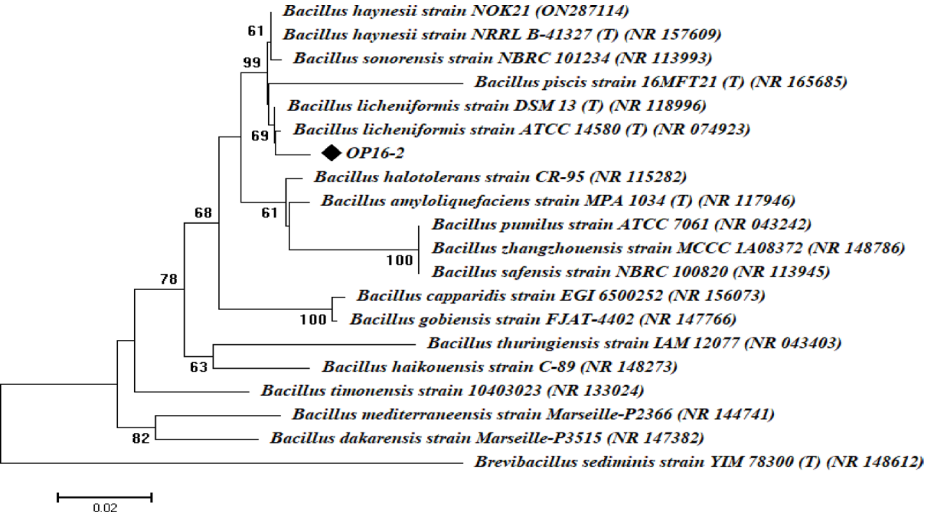 Bacillus haynesii strain NOK21 (ON287114)
61
Bacillus haynesii strain NRRL B-41327 (T) (NR 157609)
Bacillus sonorensis strain NBRC 101234 (NR 113993)
99
Bacillus piscis strain 16MFT21 (T) (NR 165685)
Bacillus licheniformis strain DSM 13 (T) (NR 118996)
Bacillus licheniformis strain ATCC 14580 (T) (NR 074923)
69
OP16-2
Bacillus halotolerans strain CR-95 (NR 115282)
Bacillus amyloliquefaciens strain MPA 1034 (T) (NR 117946)
68
61
Bacillus pumilus strain ATCC 7061 (NR 043242)
Bacillus zhangzhouensis strain MCCC 1A08372 (NR 148786)
100
Bacillus safensis strain NBRC 100820 (NR 113945)
78
Bacillus capparidis strain EGI 6500252 (NR 156073)
100
Bacillus gobiensis strain FJAT-4402 (NR 147766)
Bacillus thuringiensis strain IAM 12077 (NR 043403)
63
Bacillus haikouensis strain C-89 (NR 148273)
Bacillus timonensis strain 10403023 (NR 133024)
Bacillus mediterraneensis strain Marseille-P2366 (NR 144741)
82
Bacillus dakarensis strain Marseille-P3515 (NR 147382)
Brevibacillus sediminis strain YIM 78300 (T) (NR 148612)
0.02